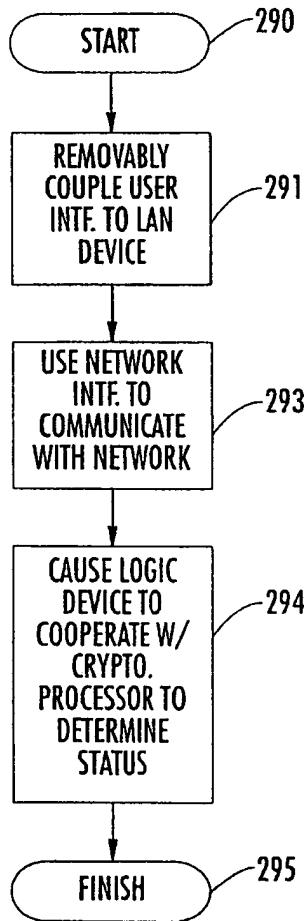 START
290
REMOVABLY
COUPLE USER
INTF. TO LAN
DEVICE
291
USE NETWORK
INTF. TO
COMMUNICATE
WITH NETWORK
293
CAUSE LOGIC
DEVICE TO
COOPERATE W/
CRYPTO.
PROCESSOR TO
DETERMINE
STATUS
294
FINISH
295